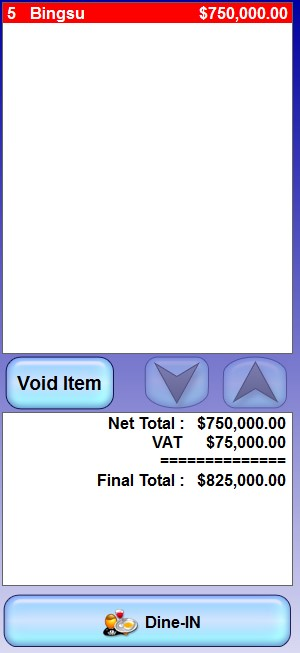 5 Bingsu $750,000.00
Void Item
Net Total : $750,000.00
VAT $75,000.00
==============
Final Total : $825,000.00
Dine-IN